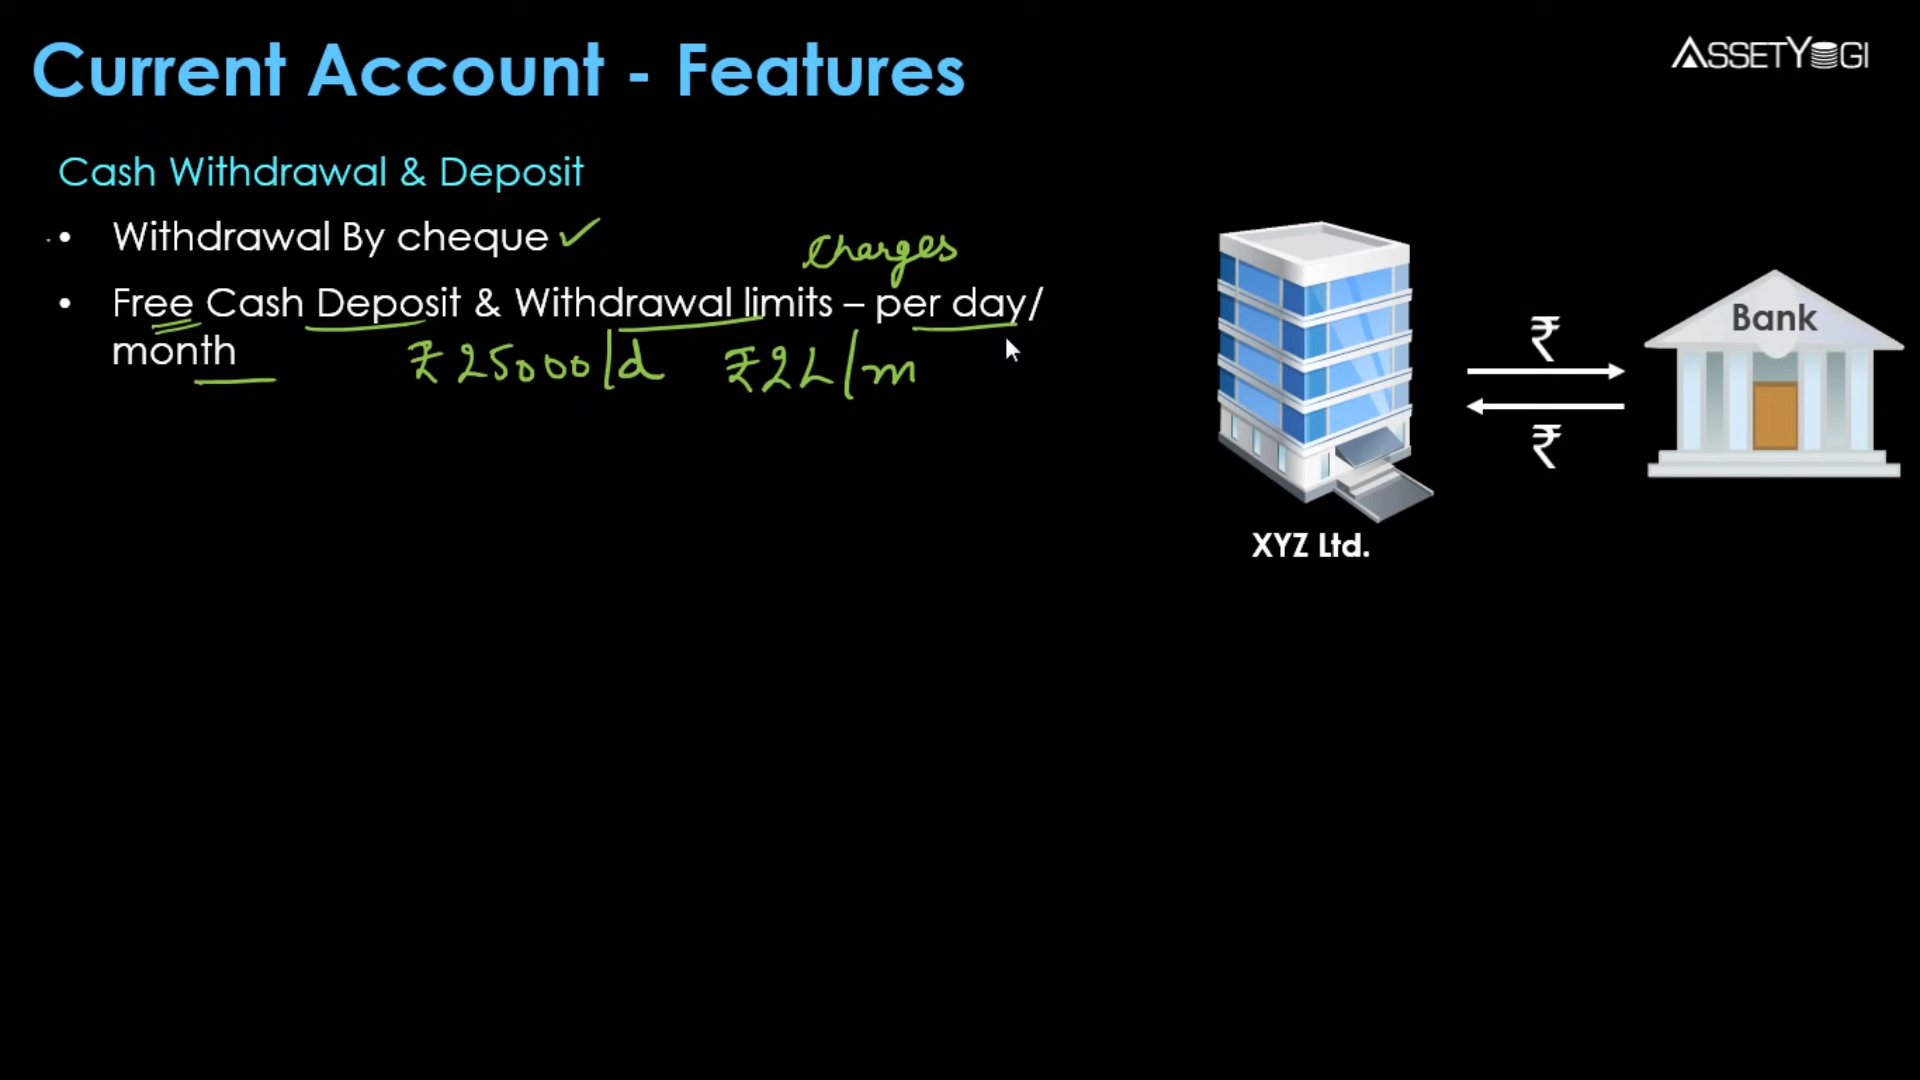 Current Account - Features
ASSETYOGI
Cash Withdrawal & Deposit
• Withdrawal By cheque ✓
Charges
• Free Cash Deposit & Withdrawal limits – per day/
month
₹25000/d ₹2L/m
₹
₹
Bank
XYZ Ltd.